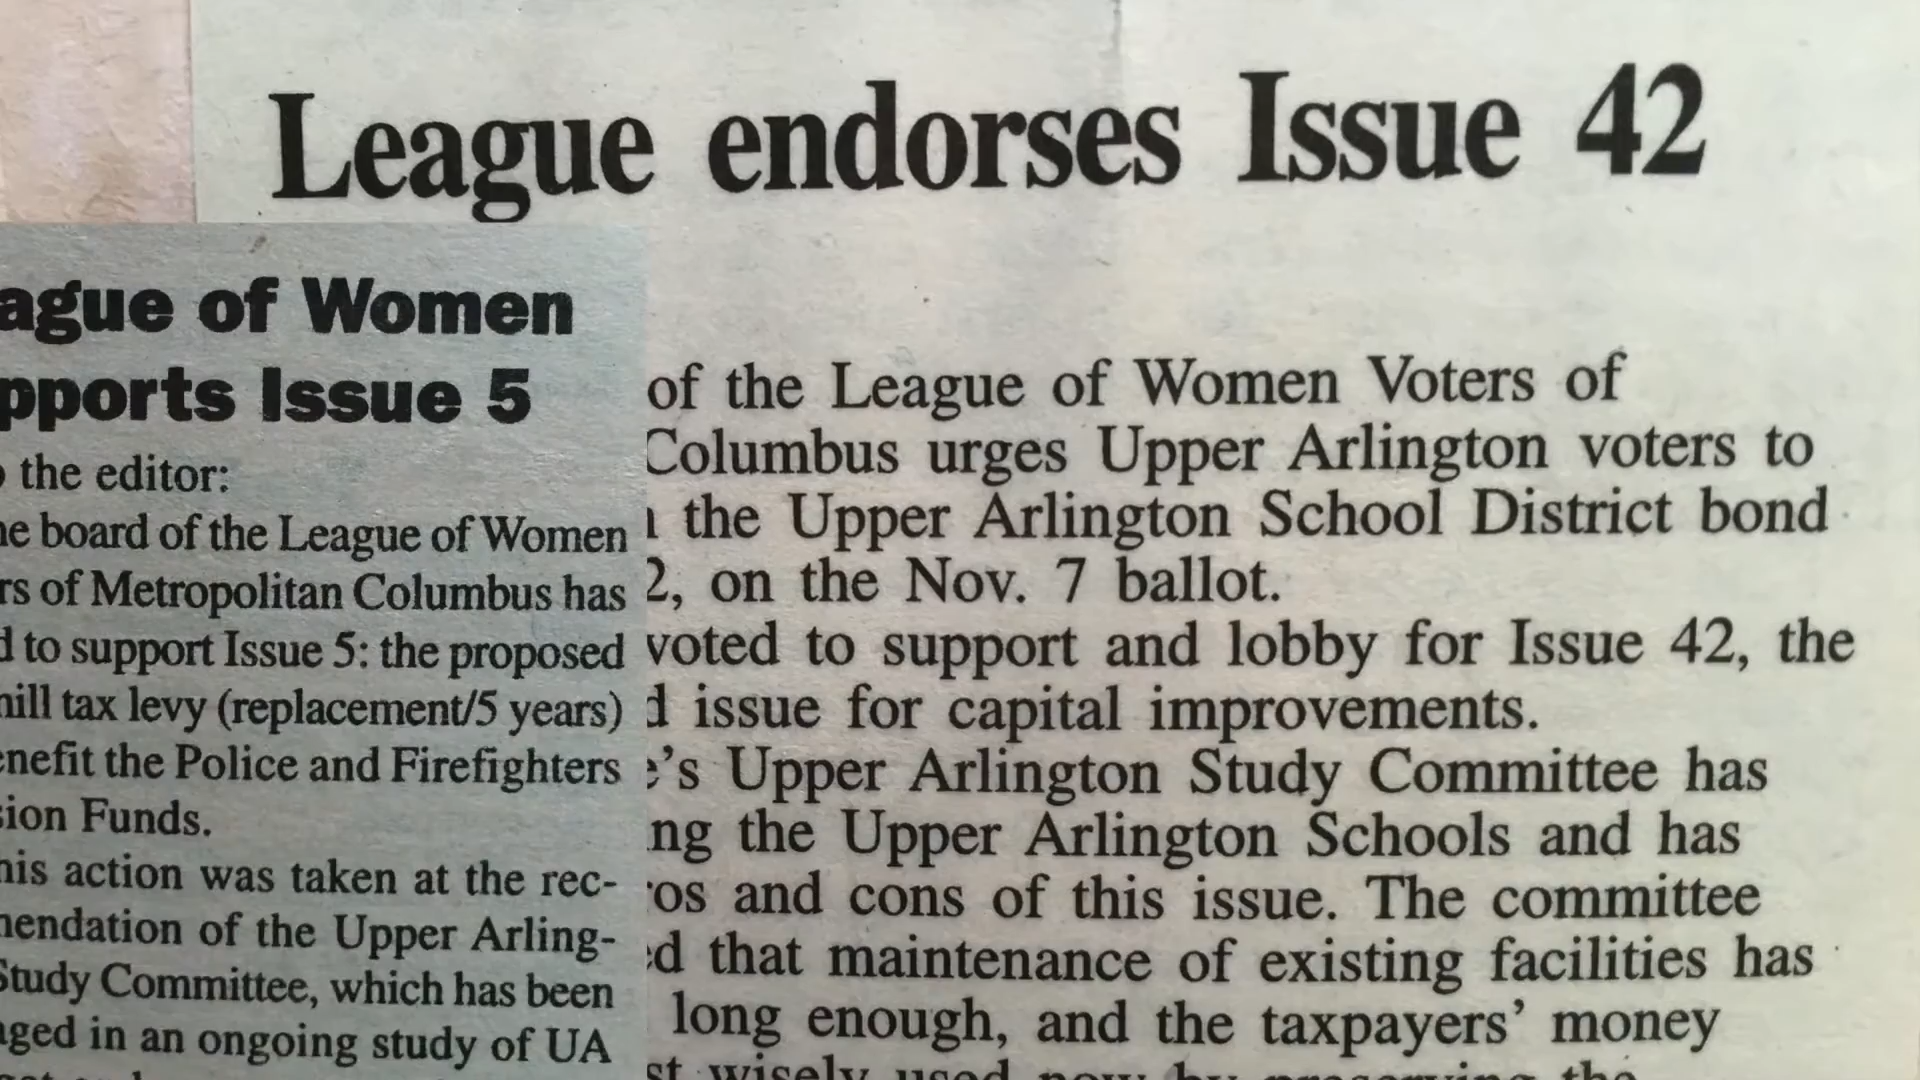 League endorses Issue 42
of the League of Women Voters of
Columbus urges Upper Arlington voters to
the Upper Arlington School District bond
2, on the Nov. 7 ballot.
voted to support and lobby for Issue 42, the
d issue for capital improvements.
's Upper Arlington Study Committee has
ng the Upper Arlington Schools and has
os and cons of this issue. The committee
d that maintenance of existing facilities has
long enough, and the taxpayers' money
ague of Women
pports Issue 5
the editor:
e board of the League of Women
rs of Metropolitan Columbus has
d to support Issue 5: the proposed
mill tax levy (replacement/5 years)
enefit the Police and Firefighters
sion Funds.
his action was taken at the rec-
mendation of the Upper Arling-
Study Committee, which has been
aged in an ongoing study of UA